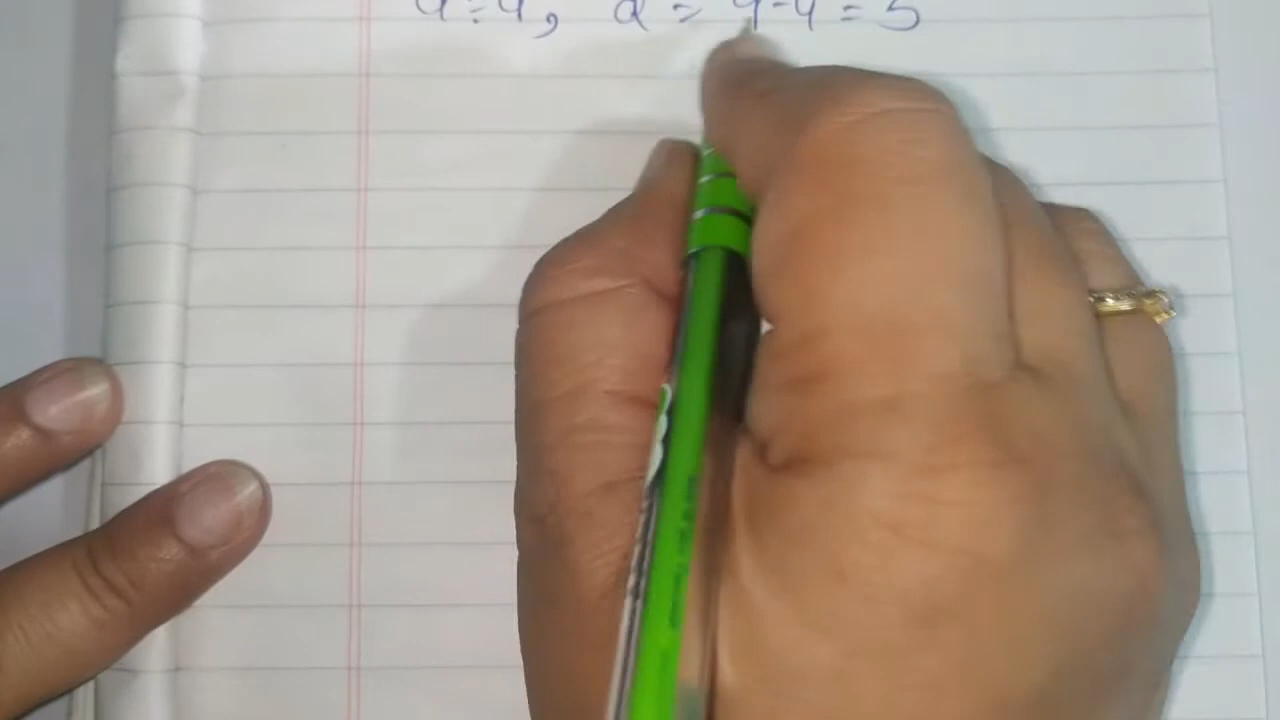 a = 4, d = 9-4 = 5